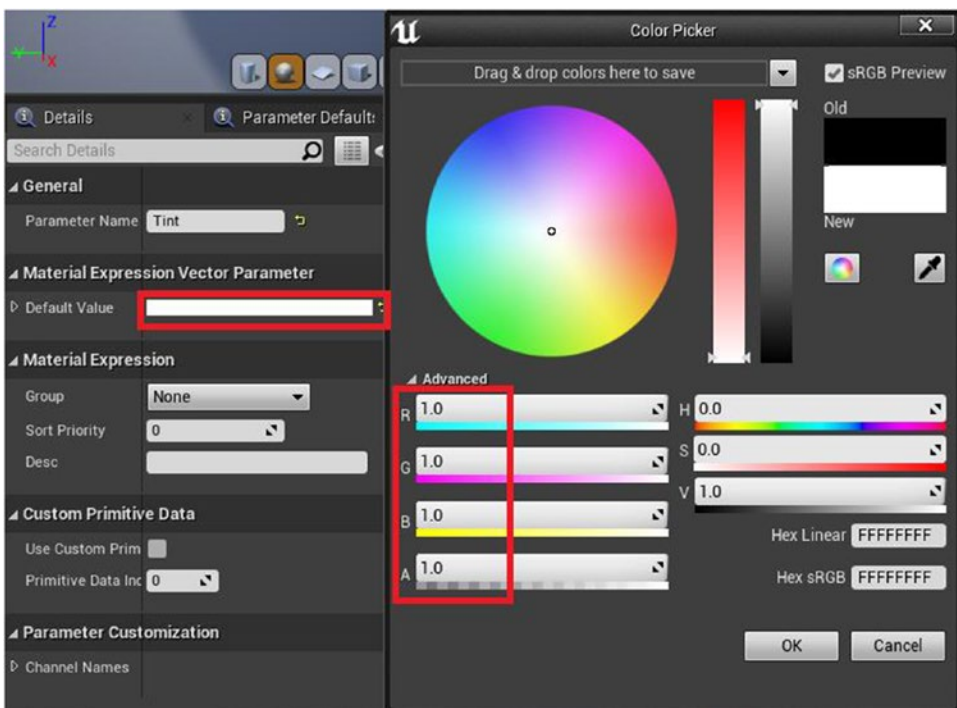 Z
Y
X
Details
Parameter Defaults
Search Details
General
Parameter Name Tint
Material Expression Vector Parameter
Default Value
Material Expression
Group None
Sort Priority 0
Desc
Custom Primitive Data
Use Custom Prim
Primitive Data Inc 0
Parameter Customization
Channel Names
Color Picker
Drag & drop colors here to save
sRGB Preview
Old
New
Advanced
R 1.0
G 1.0
B 1.0
A 1.0
H 0.0
S 0.0
V 1.0
Hex Linear FFFFFFFF
Hex sRGB FFFFFFFF
OK Cancel